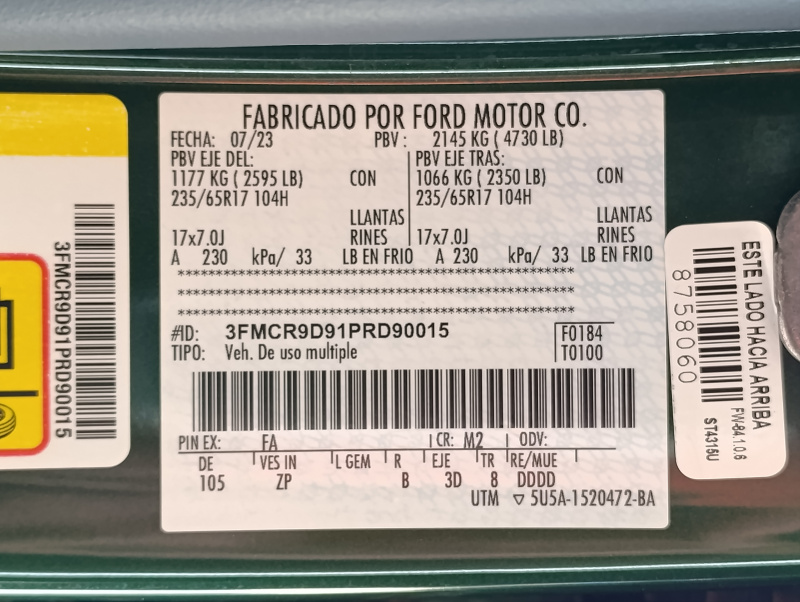 FABRICADO POR FORD MOTOR CO.
FECHA: 07/23 PBV: 2145 KG ( 4730 LB)
PBV EJE DEL: PBV EJE TRAS:
1177 KG ( 2595 LB) CON 1066 KG ( 2350 LB) CON
235/65R17 104H 235/65R17 104H
LLANTAS LLANTAS
17x7.0J RINES 17x7.0J RINES
A 230 kPa/ 33 LB EN FRIO A 230 kPa/ 33 LB EN FRIO
***************************************************
***************************************************
***************************************************
#ID: 3FMCR9D91PRD90015 F0184
TIPO: Veh. De uso multiple T0100
PIN EX: FA CR: M2 ODV:
DE VES IN L GEM R EJE TR RE/MUE
105 ZP B 3D 8 DDDD
UTM ▽ 5U5A-1520472-BA
3FMCR9D91PRD90015
ESTE LADO HACIA ARRIBA
FW-84.1.0.6
ST4315U
8758060